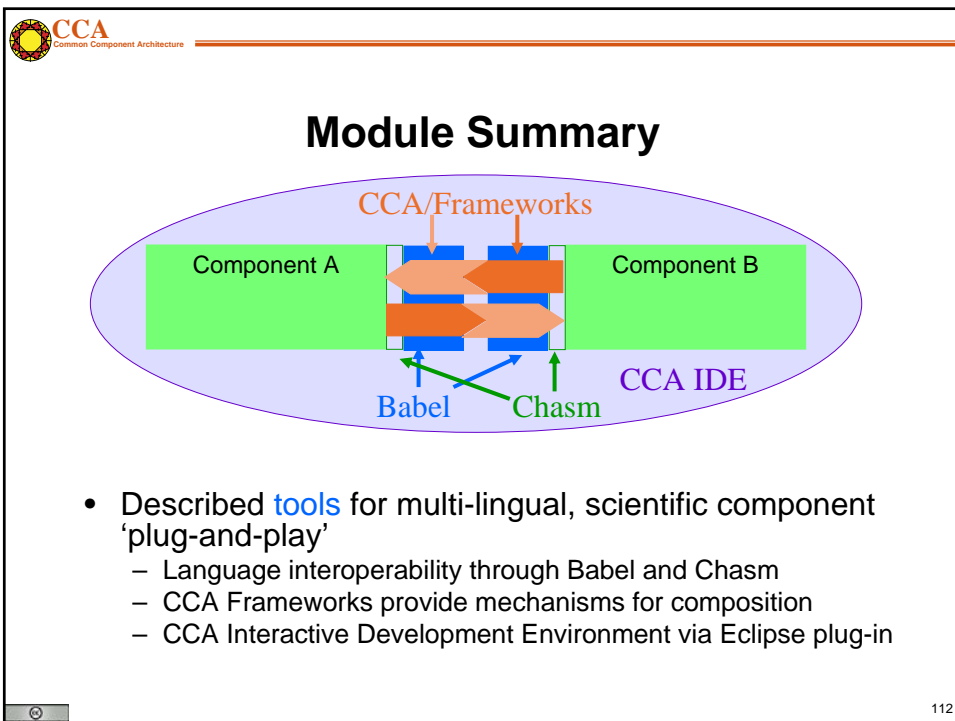 CCA
Common Component Architecture
Module Summary
CCA/Frameworks
Component A
Component B
CCA IDE
Babel
Chasm
• Described tools for multi-lingual, scientific component
‘plug-and-play’
– Language interoperability through Babel and Chasm
– CCA Frameworks provide mechanisms for composition
– CCA Interactive Development Environment via Eclipse plug-in
cc
112